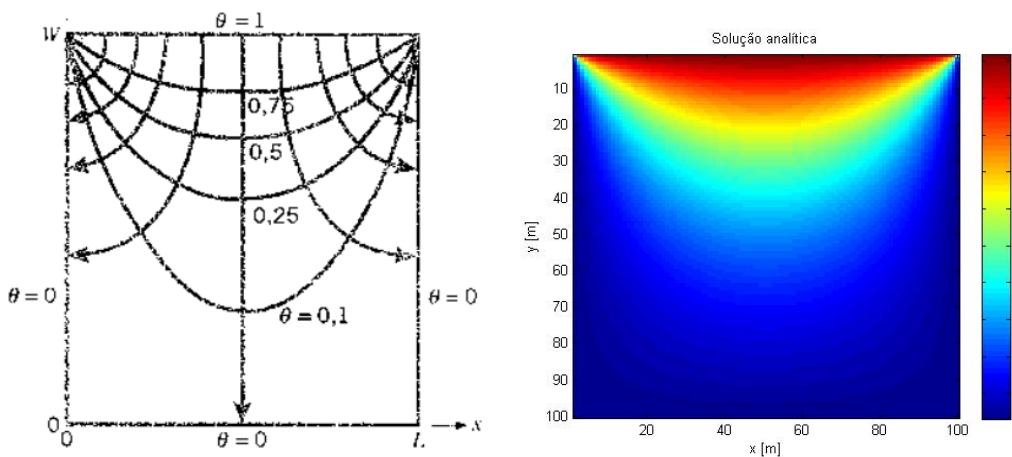 θ = 1
W
0,75
0,5
0,25
θ = 0,1
θ = 0
θ = 0
0
0
θ = 0
L
x
Solução analítica
10
20
30
40
50
60
70
80
90
100
20
40
60
80
100
y [m]
x [m]